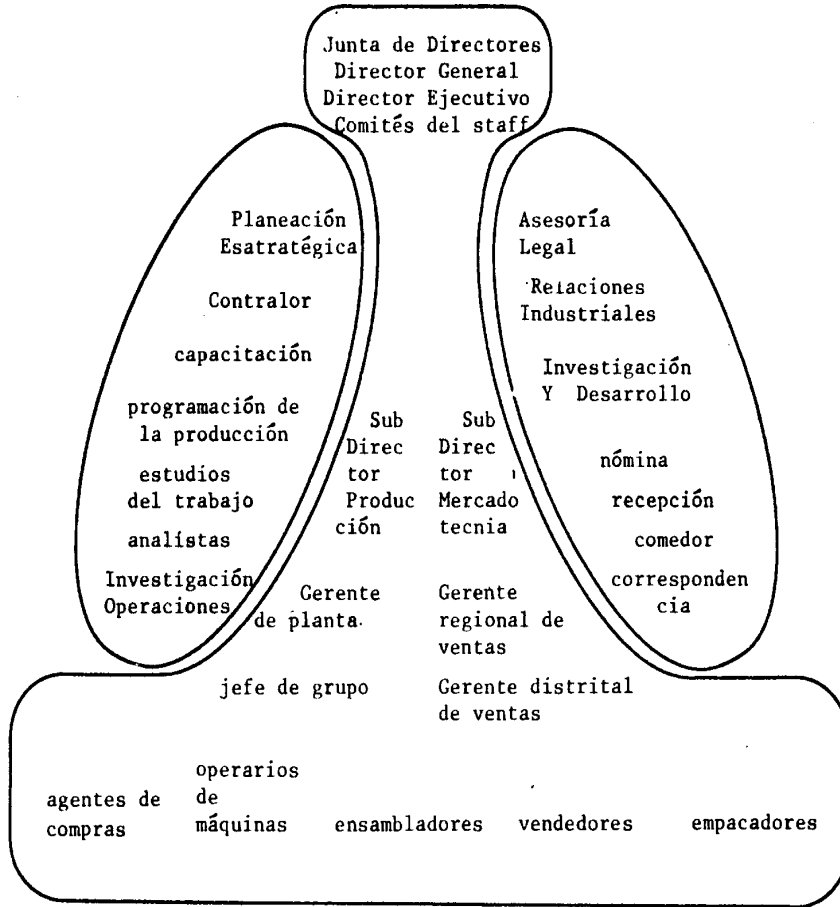 Junta de Directores
Director General
Director Ejecutivo
Comités del staff
Planeación
Esatratégica
Contralor
capacitación
programación de
la producción
estudios
del trabajo
analistas
Investigación
Operaciones
Sub
Direc
tor
Produc
ción
Gerente
de planta.
jefe de grupo
Sub
Direc
tor
Mercado
tecnia
Gerente
regional de
ventas
Gerente distrital
de ventas
Asesoría
Legal
Relaciones
Industriales
Investigación
Y Desarrollo
nómina
recepción
comedor
corresponden
cia
agentes de
compras
operarios
de
máquinas
ensambladores
vendedores
empacadores